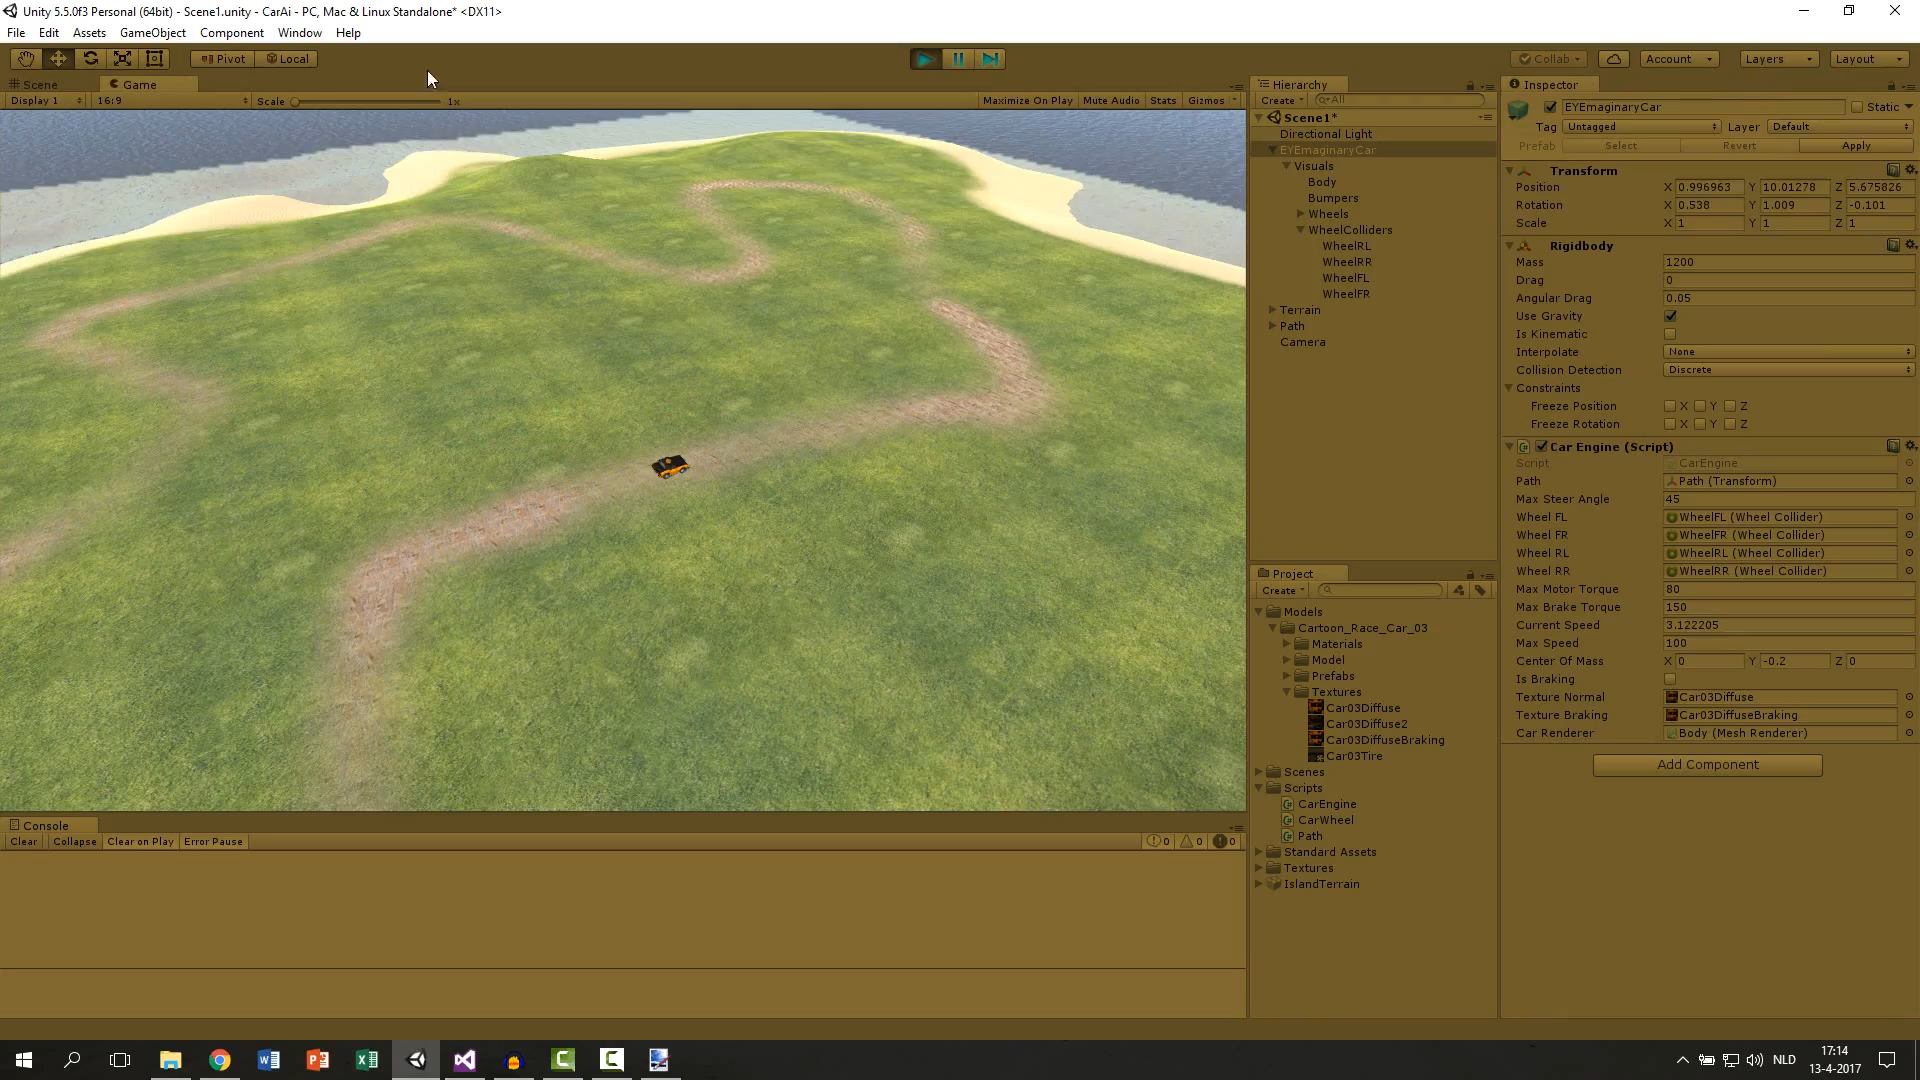 Unity 5.5.0f3 Personal (64bit) - Scene1.unity - CarAi - PC, Mac & Linux Standalone* <DX11>
File Edit Assets GameObject Component Window Help
Pivot Local
Collab Account Layers Layout
Scene Game
Display 1 16:9 Scale 1x Maximize On Play Mute Audio Stats Gizmos
Hierarchy
Create All
Scene1*
Directional Light
EYEmaginaryCar
Visuals
Body
Bumpers
Wheels
WheelColliders
WheelRL
WheelRR
WheelFL
WheelFR
Terrain
Path
Camera
Project
Create
Models
Cartoon_Race_Car_03
Materials
Model
Prefabs
Textures
Car03Diffuse
Car03Diffuse2
Car03DiffuseBraking
Car03Tire
Scenes
Scripts
CarEngine
CarWheel
Path
Standard Assets
Textures
IslandTerrain
Inspector
EYEmaginaryCar Static
Tag Untagged Layer Default
Prefab Select Revert Apply
Transform
Position X 0.996963 Y 10.01278 Z 5.675826
Rotation X 0.538 Y 1.009 Z -0.101
Scale X 1 Y 1 Z 1
Rigidbody
Mass 1200
Drag 0
Angular Drag 0.05
Use Gravity
Is Kinematic
Interpolate None
Collision Detection Discrete
Constraints
Freeze Position X Y Z
Freeze Rotation X Y Z
Car Engine (Script)
Script CarEngine
Path Path (Transform)
Max Steer Angle 45
Wheel FL WheelFL (Wheel Collider)
Wheel FR WheelFR (Wheel Collider)
Wheel RL WheelRL (Wheel Collider)
Wheel RR WheelRR (Wheel Collider)
Max Motor Torque 80
Max Brake Torque 150
Current Speed 3.122205
Max Speed 100
Center Of Mass X 0 Y -0.2 Z 0
Is Braking
Texture Normal Car03Diffuse
Texture Braking Car03DiffuseBraking
Car Renderer Body (Mesh Renderer)
Add Component
Console
Clear Collapse Clear on Play Error Pause 0 0 0
NLD
17:14
13-4-2017